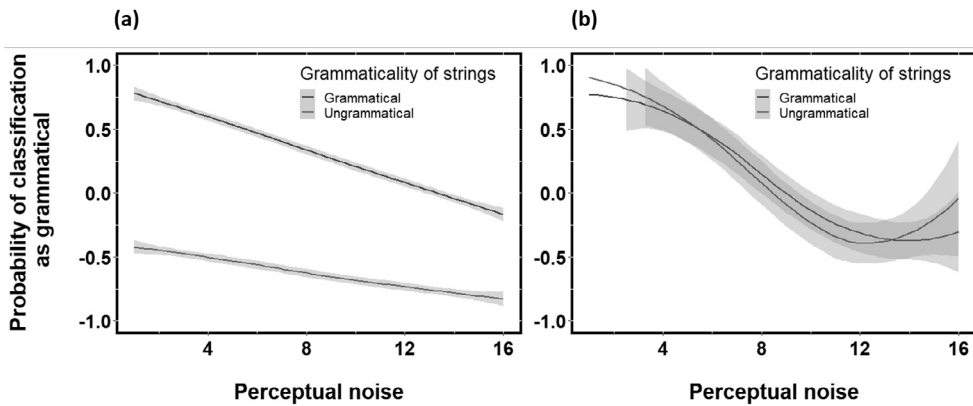 (a)
(b)
Probability of classification
as grammatical
1.0
0.5
0.0
-0.5
-1.0
Grammaticality of strings
Grammatical
Ungrammatical
4
8
12
16
Perceptual noise
1.0
0.5
0.0
-0.5
-1.0
Grammaticality of strings
Grammatical
Ungrammatical
4
8
12
16
Perceptual noise